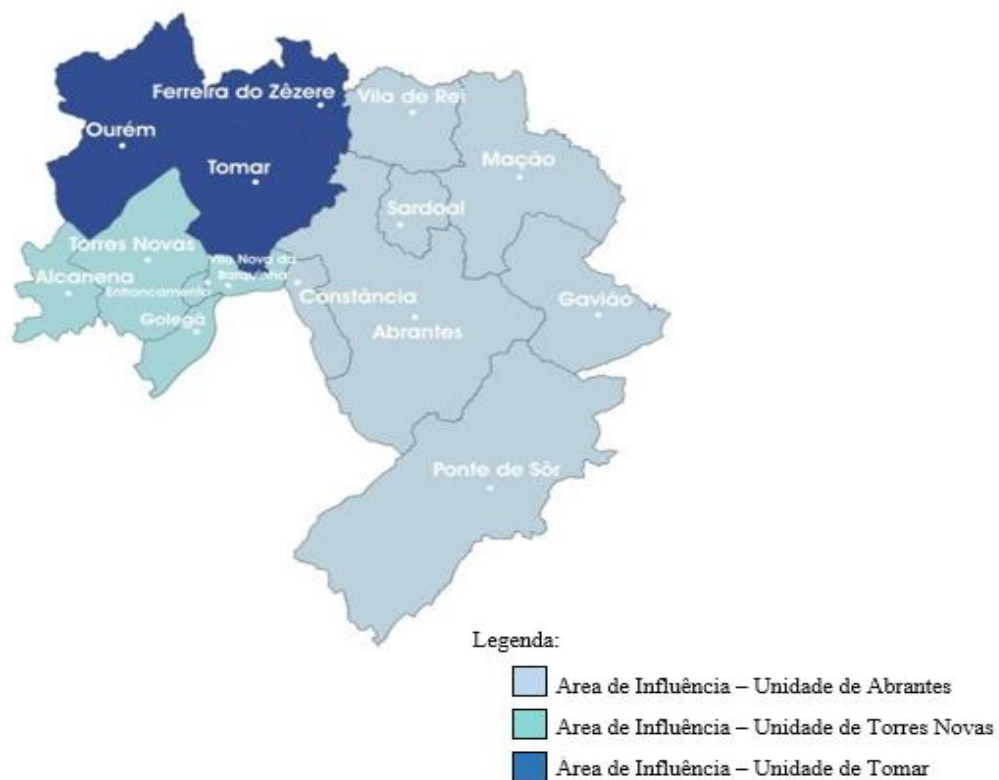 Ferreira do Zêzere
Vila de Rei
Ourém
Mação
Tomar
Sardoal
Torres Novas
Vila Nova da
Barquinha
Alcanena
Entroncamento
Constância
Gavião
Golegã
Abrantes
Ponte de Sôr
Legenda:
Area de Influência – Unidade de Abrantes
Area de Influência – Unidade de Torres Novas
Área de Influência – Unidade de Tomar